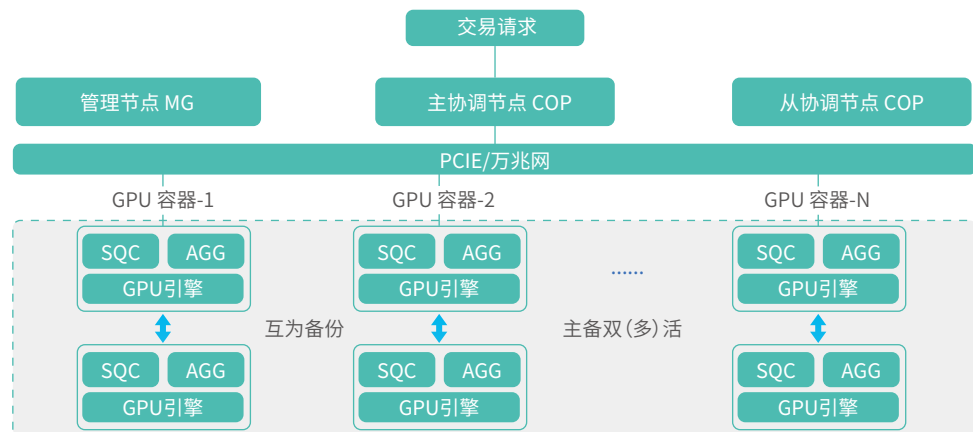 交易请求
管理节点 MG
主协调节点 COP
从协调节点 COP
PCIE/万兆网
GPU 容器-1
GPU 容器-2
GPU 容器-N
SQC AGG
SQC AGG
......
SQC AGG
GPU引擎
GPU引擎
GPU引擎
互为备份
主备双(多)活
SQC AGG
SQC AGG
SQC AGG
GPU引擎
GPU引擎
GPU引擎